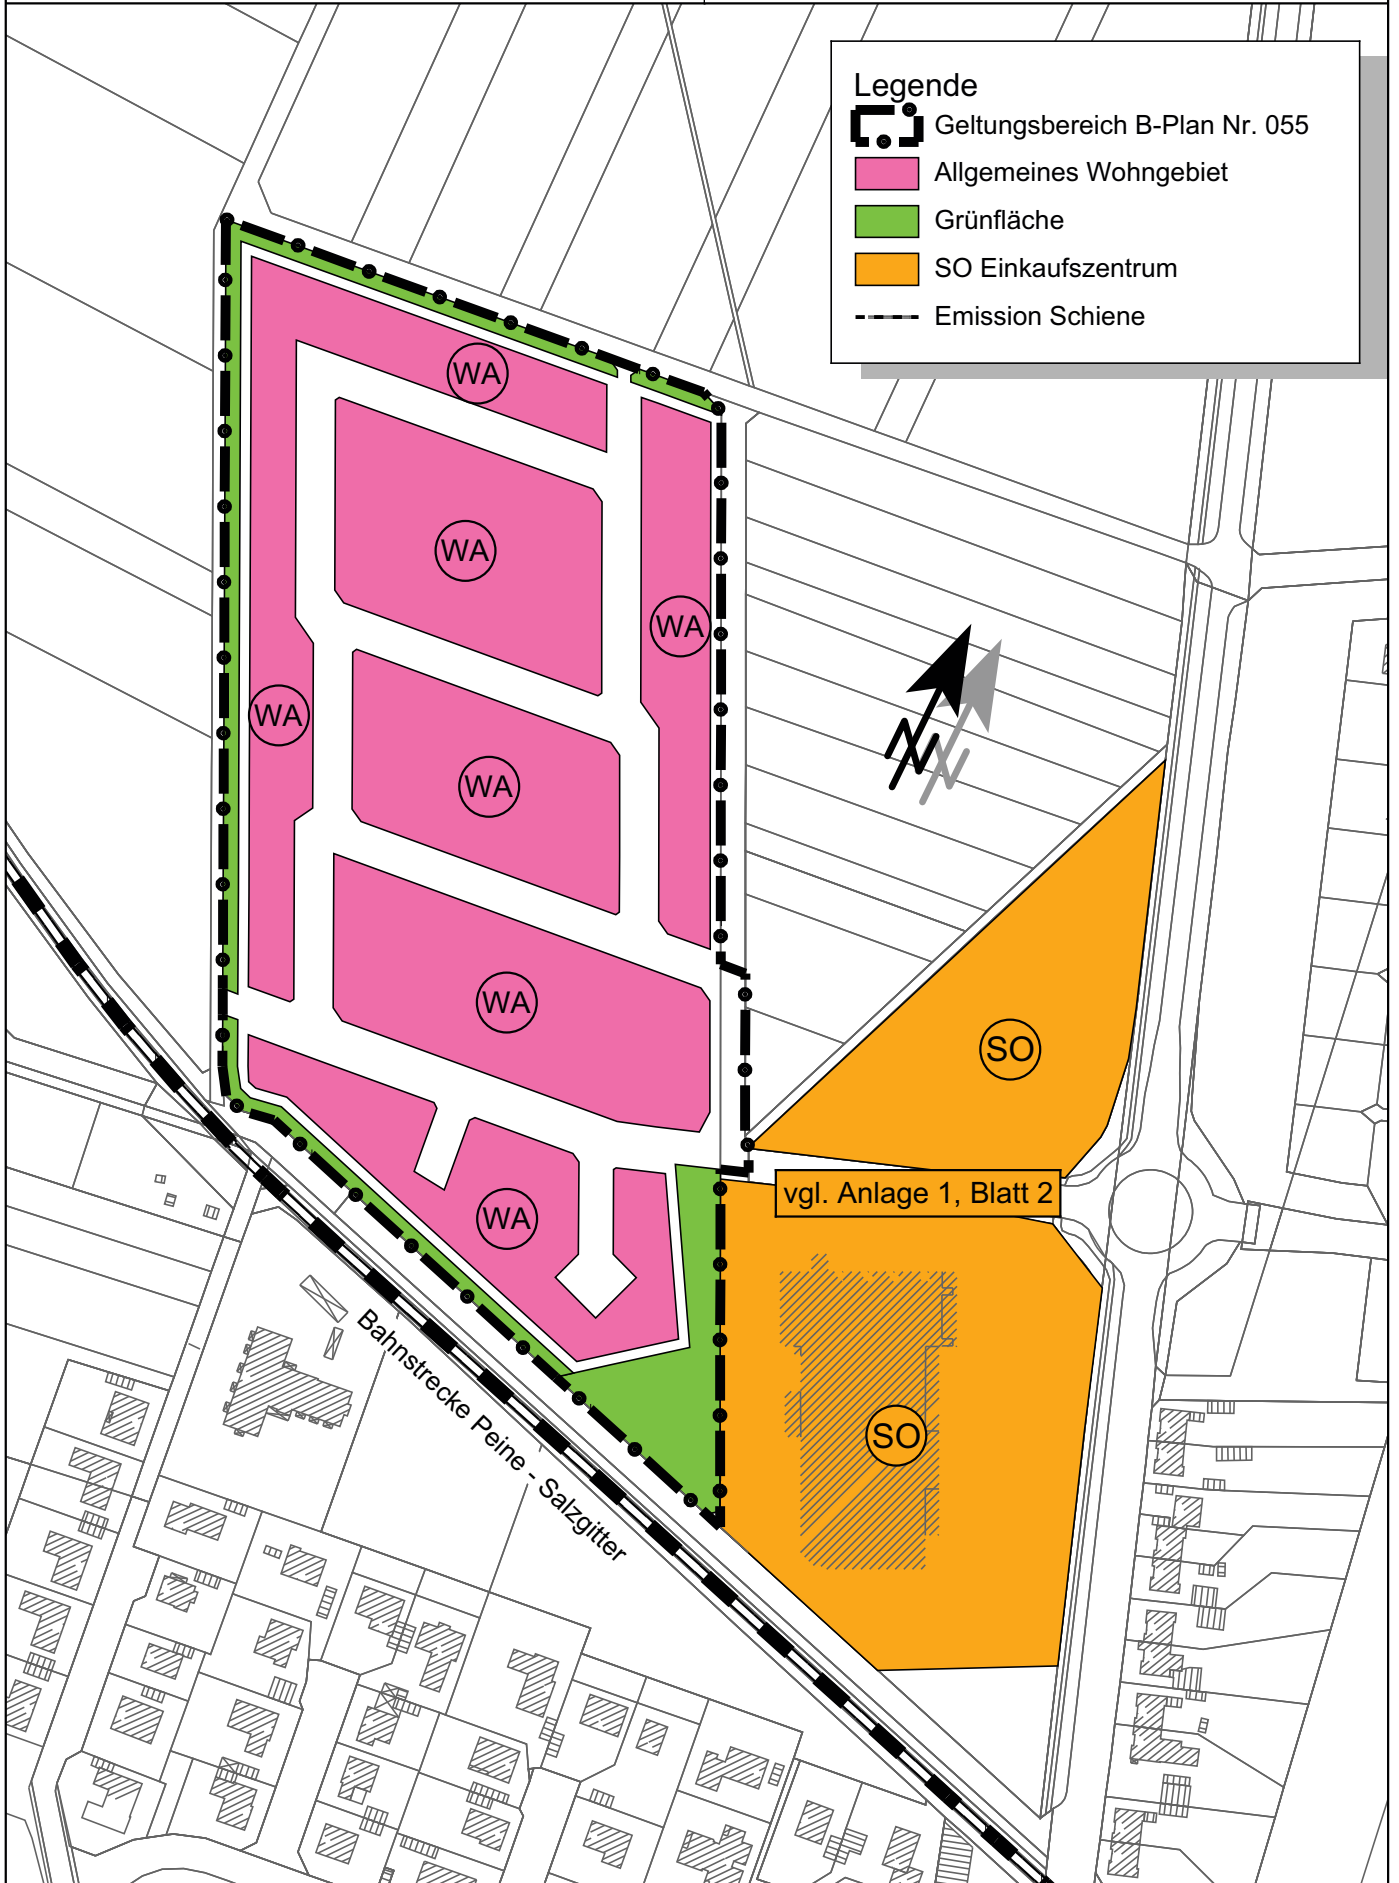 Legende
Geltungsbereich B-Plan Nr. 055
Allgemeines Wohngebiet
Grünfläche
SO Einkaufszentrum
Emission Schiene
WA
WA
WA
N
WA
WA
WA
SO
vgl. Anlage 1, Blatt 2
WA
Bahnstrecke Peine - Salzgitter
SO